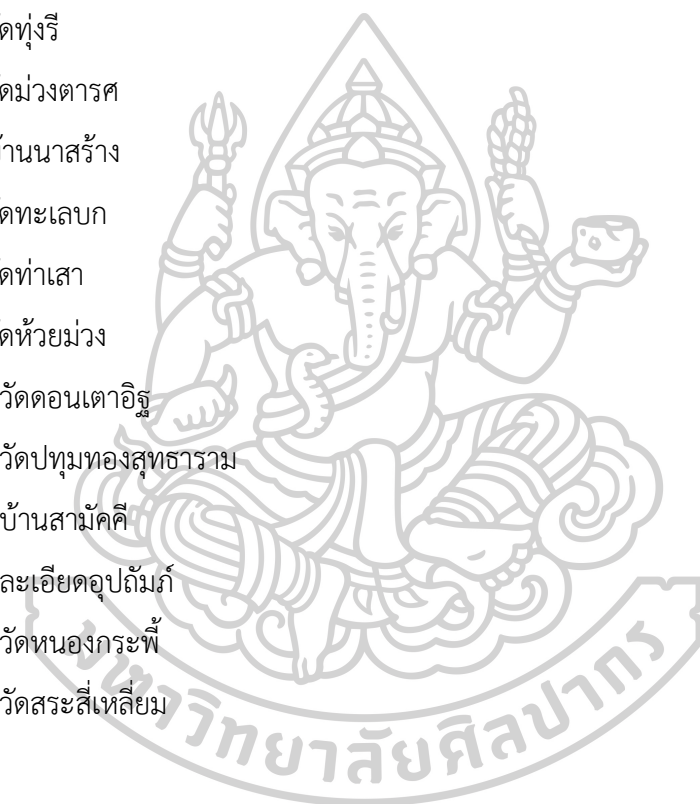 ัดทุ่งรี
ัดม่วงตารศ
บ้านนาสร้าง
ัดทะเลบก
ัดท่าเสา
ัดห้วยม่วง
วัดดอนเตาอิฐ
วัดปทุมทองสุทธาราม
บ้านสามัคคี
ละเอียดอุปถัมภ์
วัดหนองกระพี้
วัดสระสี่เหลี่ยม
มหาวิทยาลัยศิลปากร